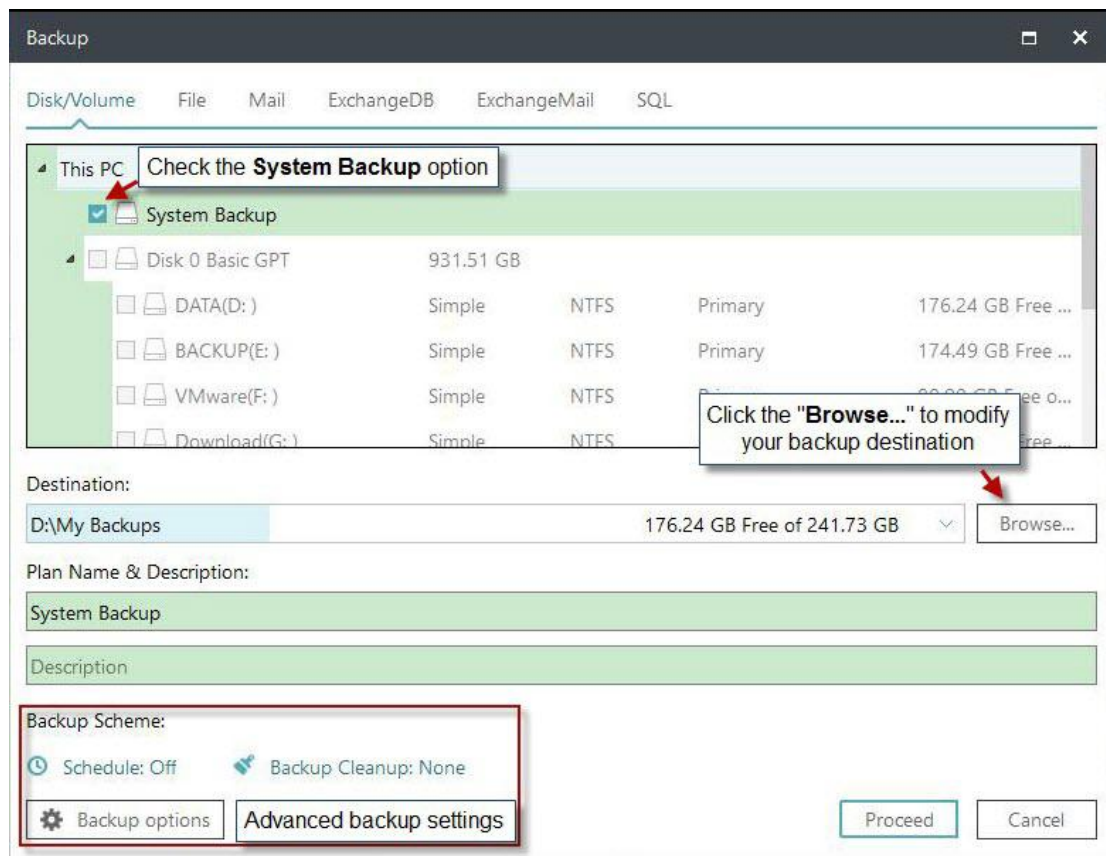 Backup
Disk/Volume File Mail ExchangeDB ExchangeMail SQL
This PC
Check the System Backup option
System Backup
Disk 0 Basic GPT 931.51 GB
DATA(D: ) Simple NTFS Primary 176.24 GB Free ...
BACKUP(E: ) Simple NTFS Primary 174.49 GB Free ...
VMware(F: ) Simple NTFS
Click the "Browse..." to modify
your backup destination
Download(G: ) Simple NTFS
Destination:
D:\My Backups 176.24 GB Free of 241.73 GB Browse...
Plan Name & Description:
System Backup
Description
Backup Scheme:
Schedule: Off Backup Cleanup: None
Backup options Advanced backup settings Proceed Cancel